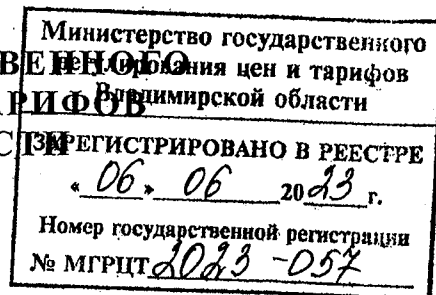 Министерство государственного
регулирования цен и тарифов
Владимирской области
ЗАРЕГИСТРИРОВАНО В РЕЕСТРЕ
« 06 » 06 2023 г.
Номер государственной регистрации
№ МГРЦТ 2023-057